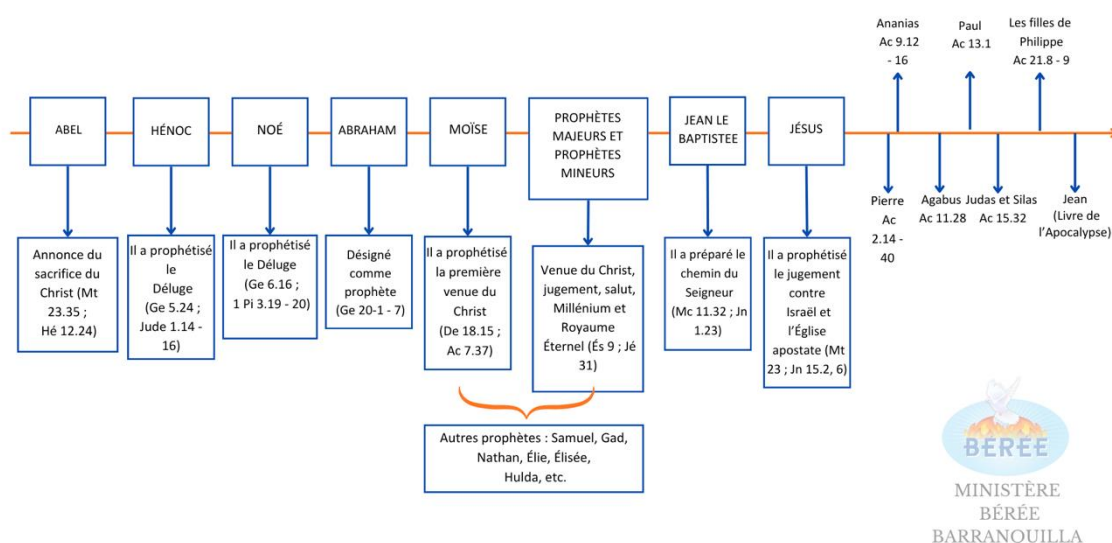 Ananias
Ac 9.12
- 16
Paul
Ac 13.1
Les filles de
Philippe
Ac 21.8 - 9
ABEL
HÉNOC
NOÉ
ABRAHAM
MOÏSE
PROPHÈTES
MAJEURS ET
PROPHÈTES
MINEURS
JEAN LE
BAPTISTEE
JÉSUS
Annonce du
sacrifice du
Christ (Mt
23.35 ;
Hé 12.24)
Il a prophétisé
le
Déluge
(Ge 5.24 ;
Jude 1.14 -
16)
Il a prophétisé
le Déluge
(Ge 6.16 ;
1 Pi 3.19 - 20)
Désigné
comme
prophète
(Ge 20-1 - 7)
Il a prophétisé
la première
venue du
Christ
(De 18.15 ;
Ac 7.37)
Venue du Christ,
jugement, salut,
Millénium et
Royaume
Éternel (És 9 ; Jé
31)
Il a préparé le
chemin du
Seigneur
(Mc 11.32 ; Jn
1.23)
Il a prophétisé
le jugement
contre
Israël et
l’Église
apostate (Mt
23 ; Jn 15.2, 6)
Pierre
Ac
2.14 -
40
Agabus
Ac 11.28
Judas et Silas
Ac 15.32
Jean
(Livre de
l’Apocalypse)
Autres prophètes : Samuel, Gad,
Nathan, Élie, Élisée,
Hulda, etc.
BÉRÉE
MINISTÈRE
BÉRÉE
BARRANQUILLA